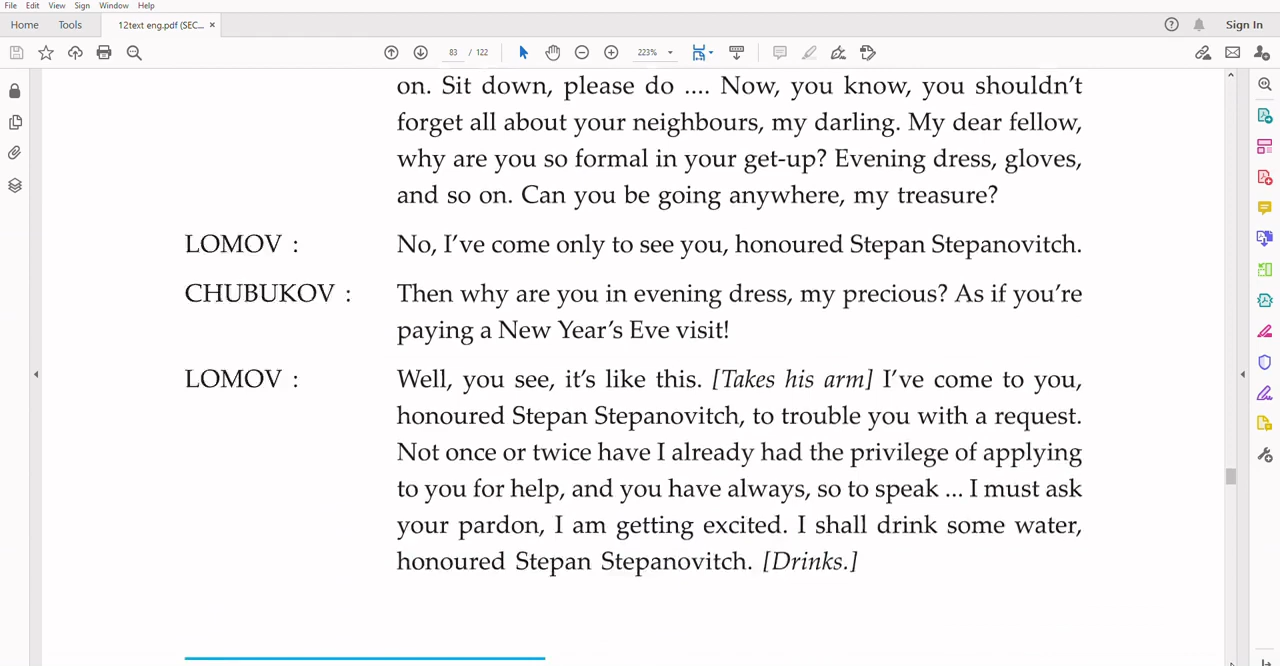 File Edit View Sign Window Help
Home Tools 12text eng.pdf (SEC... × Sign In
83 / 122 223%
on. Sit down, please do .... Now, you know, you shouldn't
forget all about your neighbours, my darling. My dear fellow,
why are you so formal in your get-up? Evening dress, gloves,
and so on. Can you be going anywhere, my treasure?
LOMOV : No, I've come only to see you, honoured Stepan Stepanovitch.
CHUBUKOV : Then why are you in evening dress, my precious? As if you're
paying a New Year's Eve visit!
LOMOV : Well, you see, it's like this. [Takes his arm] I've come to you,
honoured Stepan Stepanovitch, to trouble you with a request.
Not once or twice have I already had the privilege of applying
to you for help, and you have always, so to speak ... I must ask
your pardon, I am getting excited. I shall drink some water,
honoured Stepan Stepanovitch. [Drinks.]